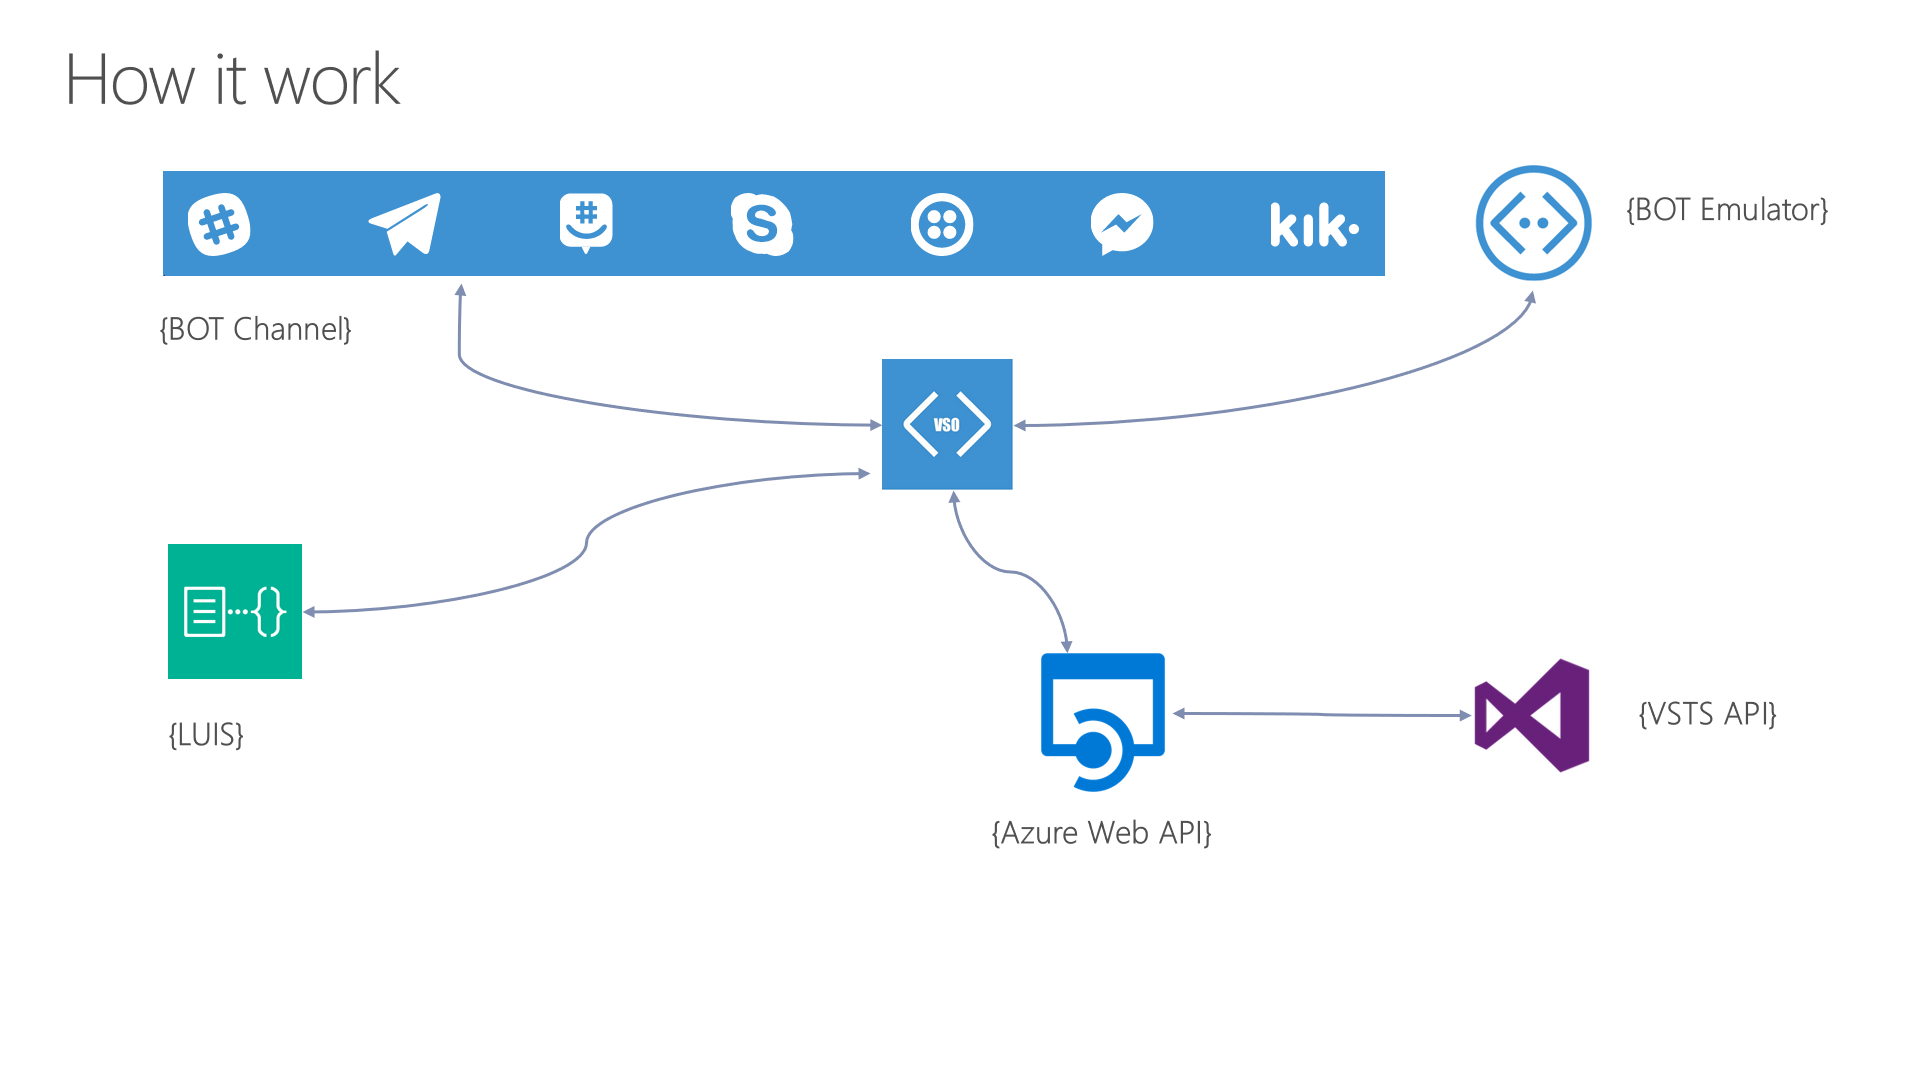 How it work
kik.
{BOT Emulator}
{BOT Channel}
VSO
{LUIS}
{VSTS API}
{Azure Web API}